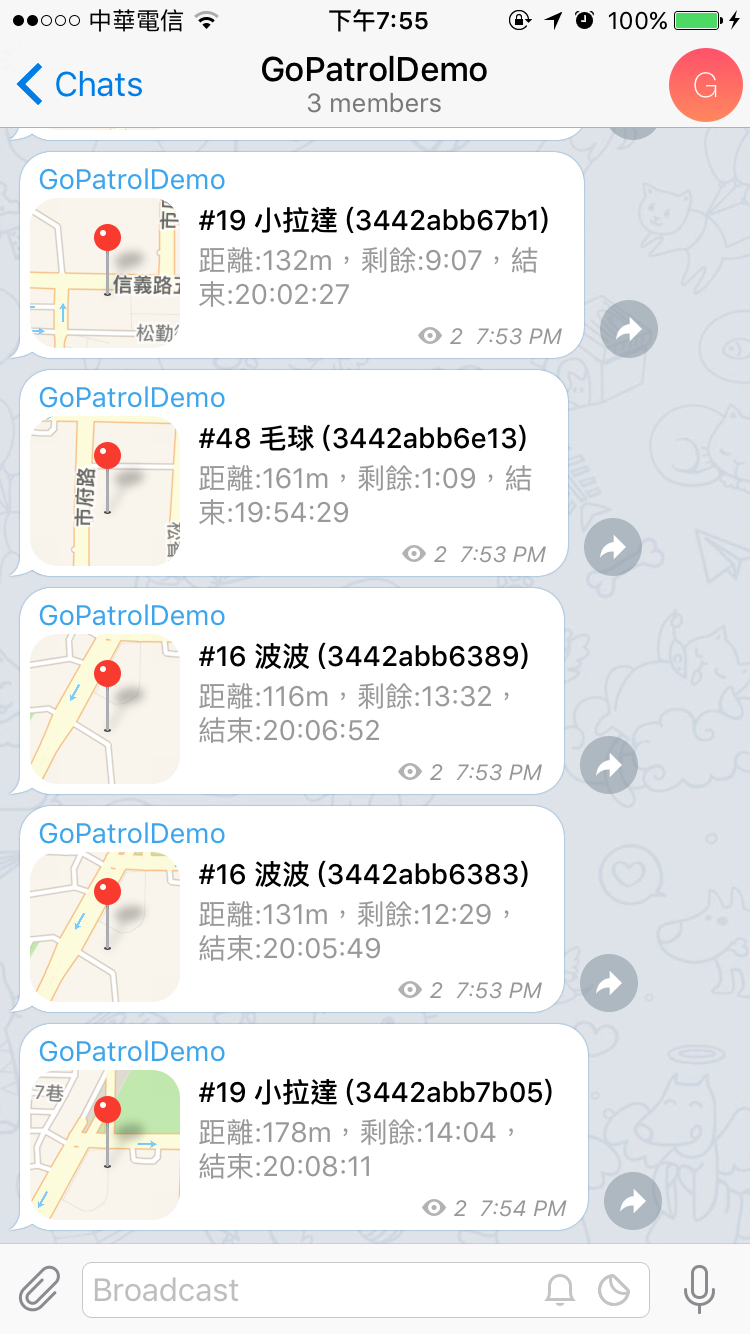 中華電信 下午7:55 100%
Chats GoPatrolDemo G
3 members
GoPatrolDemo
#19 小拉達 (3442abb67b1)
距離:132m，剩餘:9:07，結
束:20:02:27
信義路五
松勤街
2 7:53 PM
GoPatrolDemo
#48 毛球 (3442abb6e13)
距離:161m，剩餘:1:09，結
束:19:54:29
市府路
2 7:53 PM
GoPatrolDemo
#16 波波 (3442abb6389)
距離:116m，剩餘:13:32，
結束:20:06:52
2 7:53 PM
GoPatrolDemo
#16 波波 (3442abb6383)
距離:131m，剩餘:12:29，
結束:20:05:49
2 7:53 PM
GoPatrolDemo
7巷
#19 小拉達 (3442abb7b05)
距離:178m，剩餘:14:04，
結束:20:08:11
2 7:54 PM
Broadcast